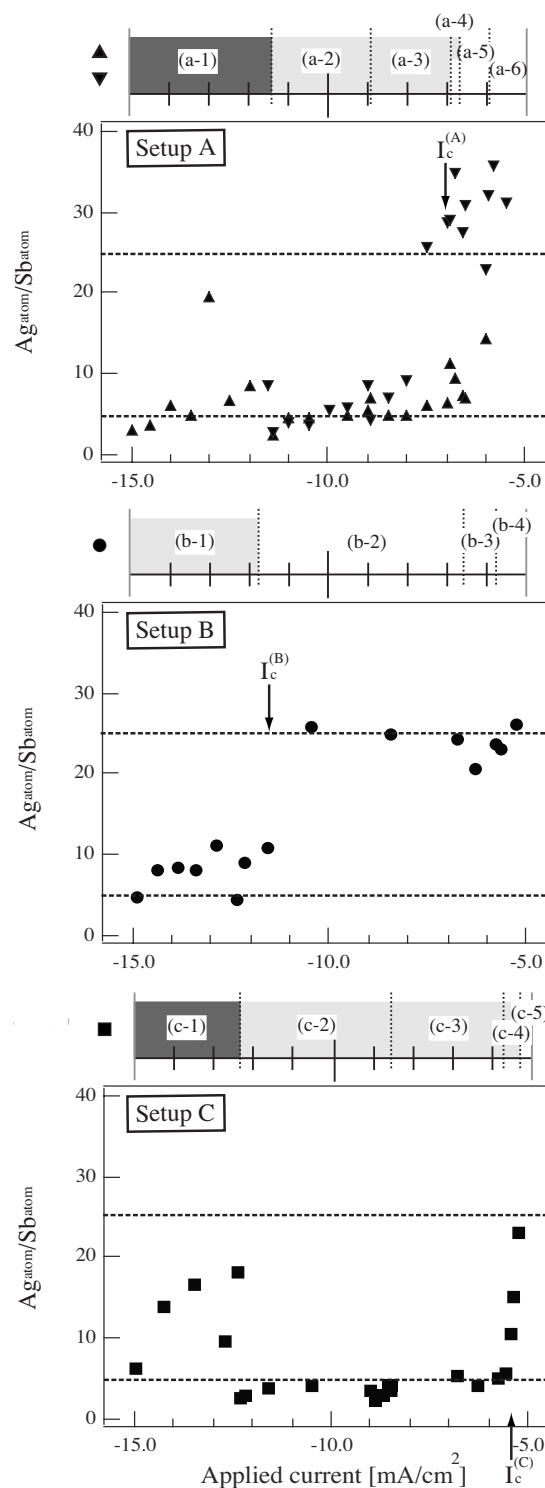 (a-4)
(a-1) (a-2) (a-3) (a-5) (a-6)
Setup A
I_c^(A)
Ag^atom/Sb^atom
40
30
20
10
0
-15.0 -10.0 -5.0
(b-1) (b-2) (b-3) (b-4)
Setup B
I_c^(B)
Ag^atom/Sb^atom
40
30
20
10
0
-15.0 -10.0 -5.0
(c-1) (c-2) (c-3) (c-4) (c-5)
Setup C
Ag^atom/Sb^atom
40
30
20
10
0
-15.0 -10.0 -5.0
Applied current [mA/cm^2]
I_c^(C)